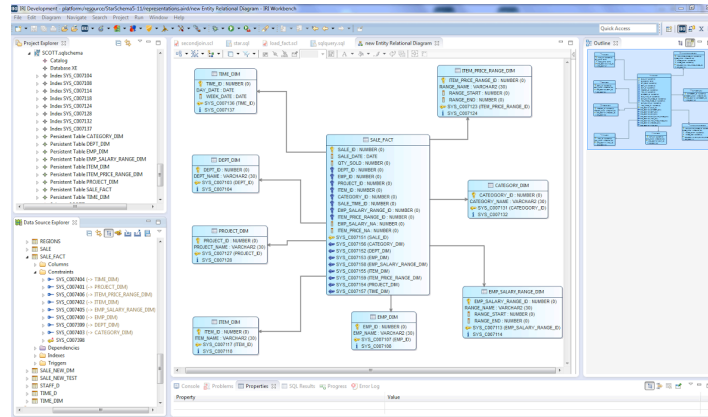 Development - platform:/resource/StarSchema5-11/representations.aird/new Entity Relational Diagram - IX Workbench
File Edit Diagram Navigate Search Project Run Window Help
Quick Access
Project Explorer
SCOTT.sqlschema
Catalog
Database XE
Index SYS_C007104
Index SYS_C007108
Index SYS_C007114
Index SYS_C007118
Index SYS_C007124
Index SYS_C007128
Index SYS_C007132
Index SYS_C007137
Persistent Table CATEGORY_DIM
Persistent Table DEPT_DIM
Persistent Table EMP_DIM
Persistent Table EMP_SALARY_RANGE_DIM
Persistent Table ITEM_DIM
Persistent Table ITEM_PRICE_RANGE_DIM
Persistent Table PROJECT_DIM
Persistent Table SALE_FACT
Persistent Table TIME_DIM
Data Source Explorer
REGIONS
SALE
SALE_FACT
Columns
Constraints
SYS_C007404 (-> TIME_DIM)
SYS_C007401 (-> PROJECT_DIM)
SYS_C007406 (-> ITEM_PRICE_RANGE_DIM)
SYS_C007402 (-> ITEM_DIM)
SYS_C007405 (-> EMP_SALARY_RANGE_DIM)
SYS_C007400 (-> EMP_DIM)
SYS_C007399 (-> DEPT_DIM)
SYS_C007403 (-> CATEGORY_DIM)
SYS_C007398
Dependencies
Indexes
Triggers
SALE_NEW_DIM
SALE_NEW_TEST
STAFF_D
TIME_D
TIME_DIM
secondjoin.scl
star.sql
load_fact.scl
sqlquery.sql
new Entity Relational Diagram
TIME_DIM
TIME_ID : NUMBER (0)
DAY_DATE : DATE
WEEK_DATE : DATE
SYS_C007136 (TIME_ID)
SYS_C007137
ITEM_PRICE_RANGE_DIM
ITEM_PRICE_RANGE_ID : NUMBER (0)
RANGE_NAME : VARCHAR2 (30)
RANGE_START : NUMBER (0)
RANGE_END : NUMBER (0)
SYS_C007123 (ITEM_PRICE_RANGE_ID)
SYS_C007124
SALE_FACT
SALE_ID : NUMBER (0)
SALE_DATE : DATE
QTY_SOLD : NUMBER (0)
DEPT_ID : NUMBER (0)
EMP_ID : NUMBER (0)
PROJECT_ID : NUMBER (0)
ITEM_ID : NUMBER (0)
CATEGORY_ID : NUMBER (0)
SALE_TIME_ID : NUMBER (0)
EMP_SALARY_RANGE_ID : NUMBER (0)
ITEM_PRICE_RANGE_ID : NUMBER (0)
EMP_SALARY_NA : NUMBER (0)
ITEM_PRICE_NA : NUMBER (0)
SYS_C007151 (SALE_ID)
SYS_C007156 (CATEGORY_DIM)
SYS_C007152 (DEPT_DIM)
SYS_C007153 (EMP_DIM)
SYS_C007158 (EMP_SALARY_RANGE_DIM)
SYS_C007155 (ITEM_DIM)
SYS_C007159 (ITEM_PRICE_RANGE_DIM)
SYS_C007154 (PROJECT_DIM)
SYS_C007157 (TIME_DIM)
DEPT_DIM
DEPT_ID : NUMBER (0)
DEPT_NAME : VARCHAR2 (30)
SYS_C007103 (DEPT_ID)
SYS_C007104
CATEGORY_DIM
CATEGORY_ID : NUMBER (0)
CATEGORY_NAME : VARCHAR2 (30)
SYS_C007131 (CATEGORY_ID)
SYS_C007132
PROJECT_DIM
PROJECT_ID : NUMBER (0)
PROJECT_NAME : VARCHAR2 (30)
SYS_C007127 (PROJECT_ID)
SYS_C007128
EMP_SALARY_RANGE_DIM
EMP_SALARY_RANGE_ID : NUMBER (0)
RANGE_NAME : VARCHAR2 (30)
RANGE_START : NUMBER (0)
RANGE_END : NUMBER (0)
SYS_C007113 (EMP_SALARY_RANGE_ID)
SYS_C007114
ITEM_DIM
ITEM_ID : NUMBER (0)
ITEM_NAME : VARCHAR2 (30)
SYS_C007117 (ITEM_ID)
SYS_C007118
EMP_DIM
EMP_ID : NUMBER (0)
EMP_NAME : VARCHAR2 (30)
SYS_C007107 (EMP_ID)
SYS_C007108
Outline
Console
Problems
Properties
SQL Results
Progress
Error Log
Property
Value